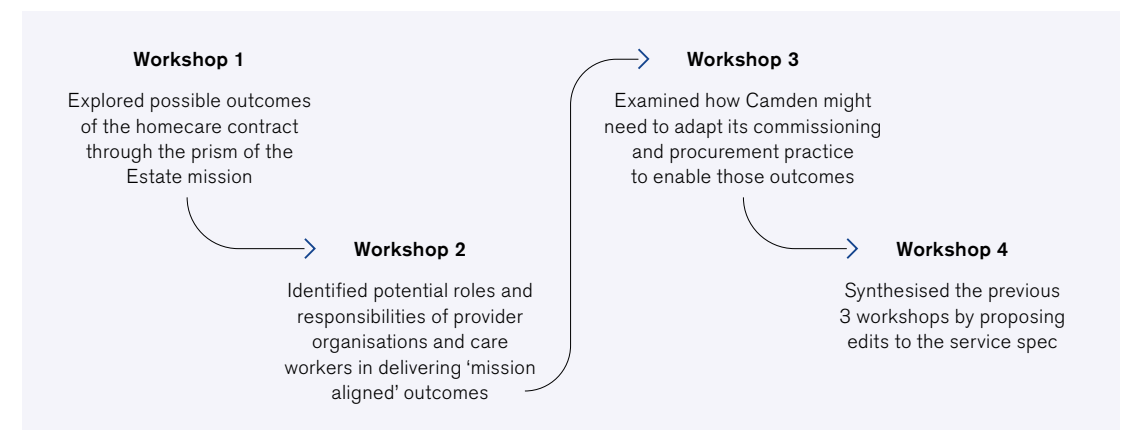 Workshop 1
Explored possible outcomes
of the homecare contract
through the prism of the
Estate mission
Workshop 2
Identified potential roles and
responsibilities of provider
organisations and care
workers in delivering ‘mission
aligned’ outcomes
Workshop 3
Examined how Camden might
need to adapt its commissioning
and procurement practice
to enable those outcomes
Workshop 4
Synthesised the previous
3 workshops by proposing
edits to the service spec